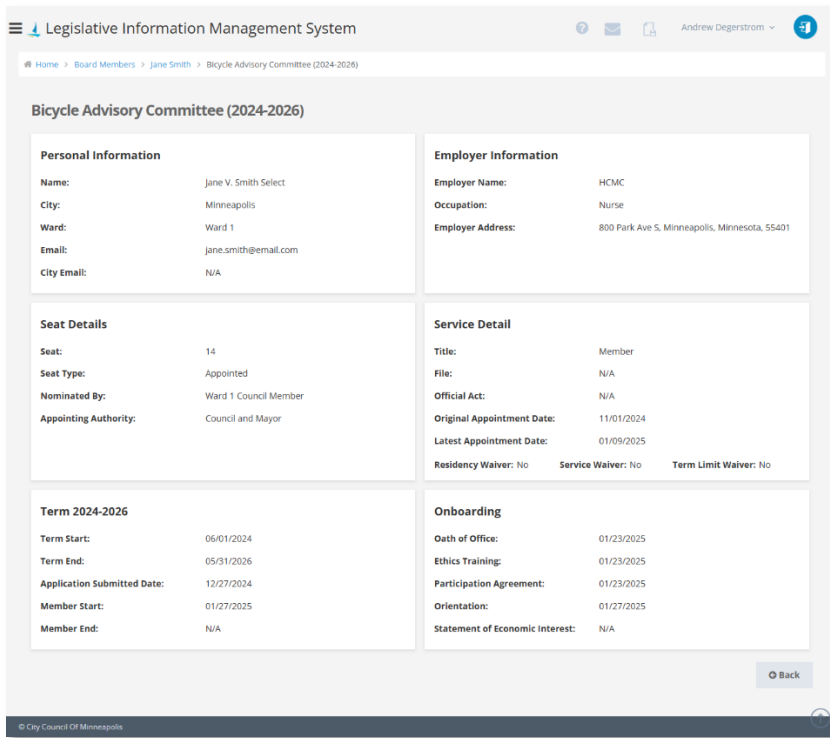 Legislative Information Management System
Andrew Degerstrom
Home > Board Members > Jane Smith > Bicycle Advisory Committee (2024-2026)
Bicycle Advisory Committee (2024-2026)
Personal Information
Name: Jane V. Smith Select
City: Minneapolis
Ward: Ward 1
Email: jane.smith@email.com
City Email: N/A
Employer Information
Employer Name: HCMC
Occupation: Nurse
Employer Address: 800 Park Ave S, Minneapolis, Minnesota, 55401
Seat Details
Seat: 14
Seat Type: Appointed
Nominated By: Ward 1 Council Member
Appointing Authority: Council and Mayor
Service Detail
Title: Member
File: N/A
Official Act: N/A
Original Appointment Date: 11/01/2024
Latest Appointment Date: 01/09/2025
Residency Waiver: No Service Waiver: No Term Limit Waiver: No
Term 2024-2026
Term Start: 06/01/2024
Term End: 05/31/2026
Application Submitted Date: 12/27/2024
Member Start: 01/27/2025
Member End: N/A
Onboarding
Oath of Office: 01/23/2025
Ethics Training: 01/23/2025
Participation Agreement: 01/23/2025
Orientation: 01/27/2025
Statement of Economic Interest: N/A
Back
© City Council Of Minneapolis